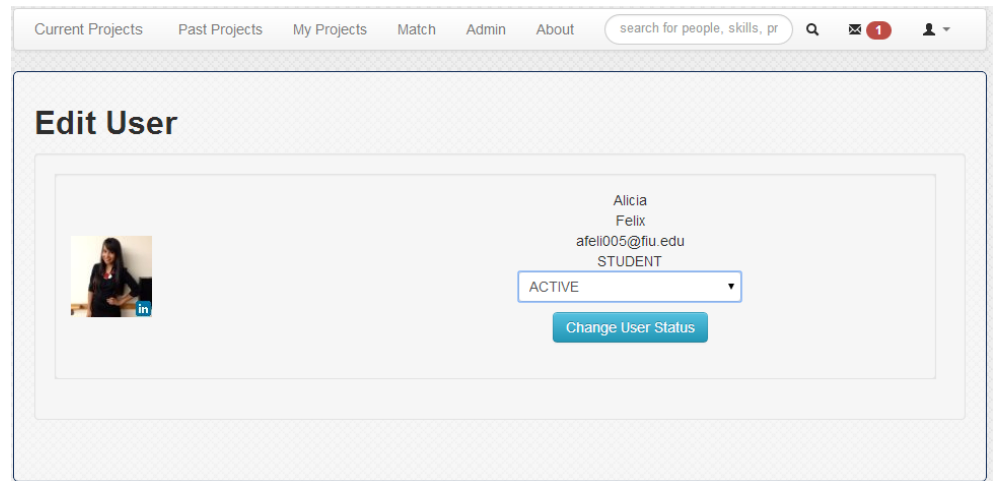 Current Projects Past Projects My Projects Match Admin About search for people, skills, pr 1
Edit User
Alicia
Felix
afeli005@fiu.edu
STUDENT
in
ACTIVE
Change User Status